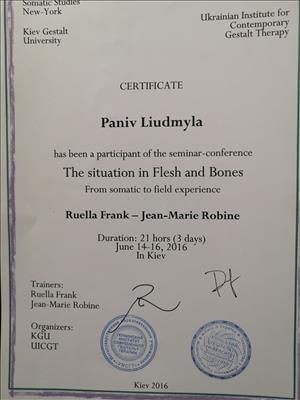 Somatic Studies
New-York
Kiev Gestalt
University
Ukrainian Institute for
Contemporary
Gestalt Therapy
CERTIFICATE
Paniv Liudmyla
has been a participant of the seminar-conference
The situation in Flesh and Bones
From somatic to field experience
Ruella Frank – Jean-Marie Robine
Duration: 21 hors (3 days)
June 14-16, 2016
In Kiev
Trainers:
Ruella Frank
Jean-Marie Robine
Organizers:
KGU
UICGT
Kiev 2016